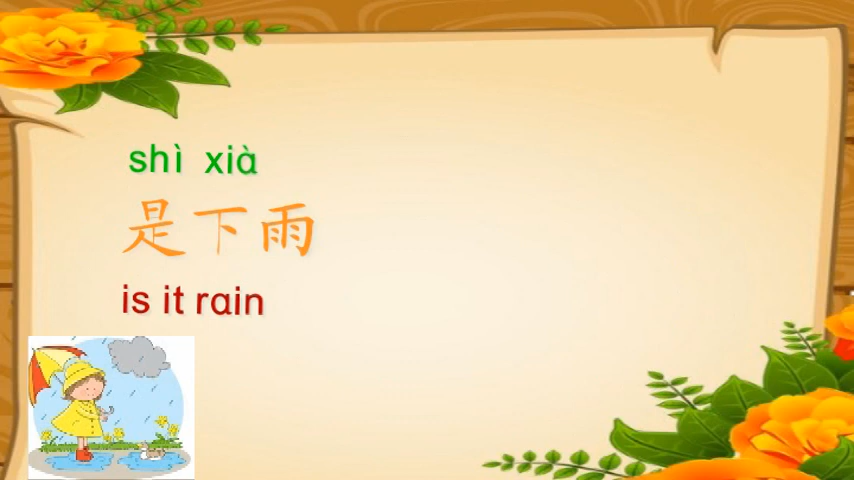 shì xià
是下雨
is it rain